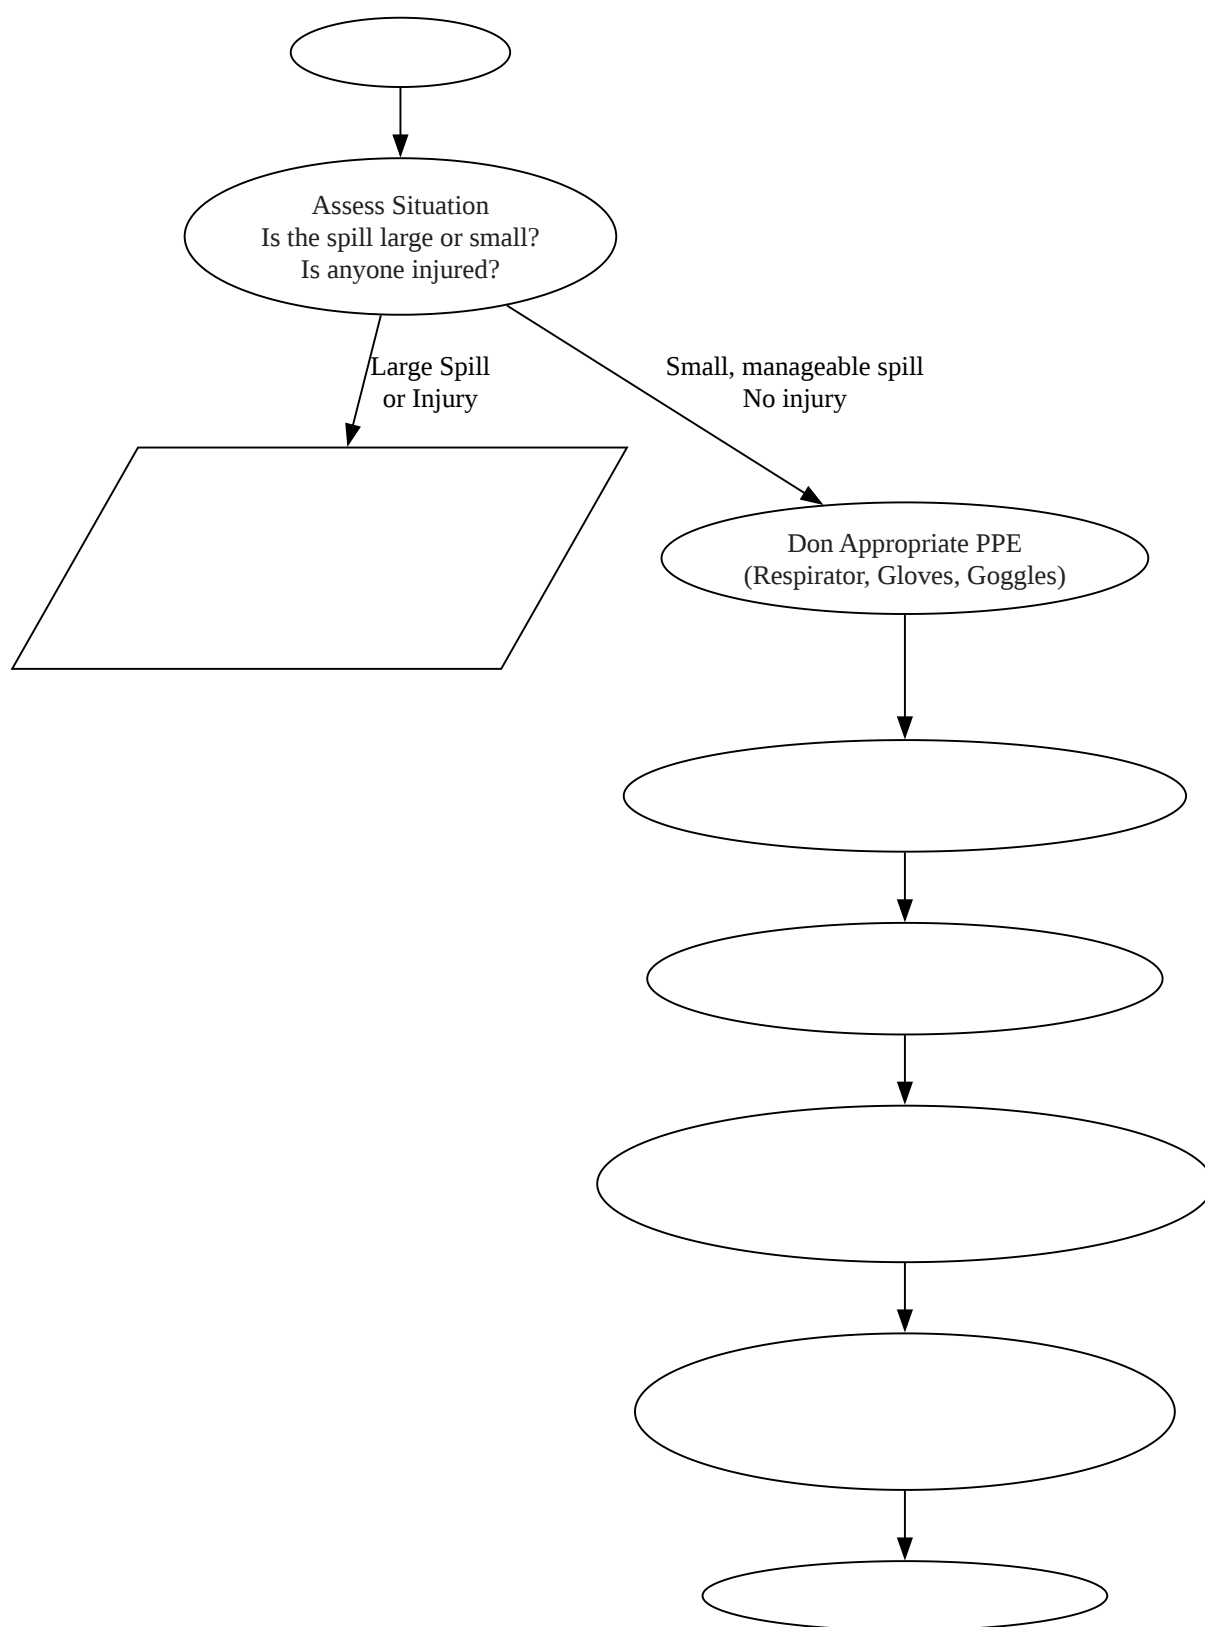 Assess Situation
Is the spill large or small?
Is anyone injured?
Large Spill
or Injury
Small, manageable spill
No injury
Don Appropriate PPE
(Respirator, Gloves, Goggles)